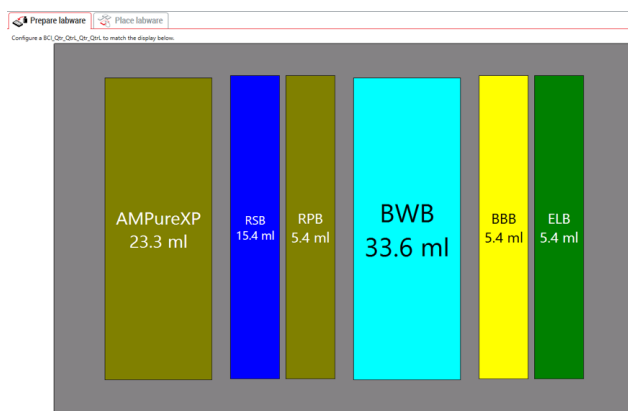 Prepare labware
Place labware
Configure a BCI_Qtr_QtrL_Qtr_QtrL to match the display below.
AMPureXP
23.3 ml
RSB
15.4 ml
RPB
5.4 ml
BWB
33.6 ml
BBB
5.4 ml
ELB
5.4 ml